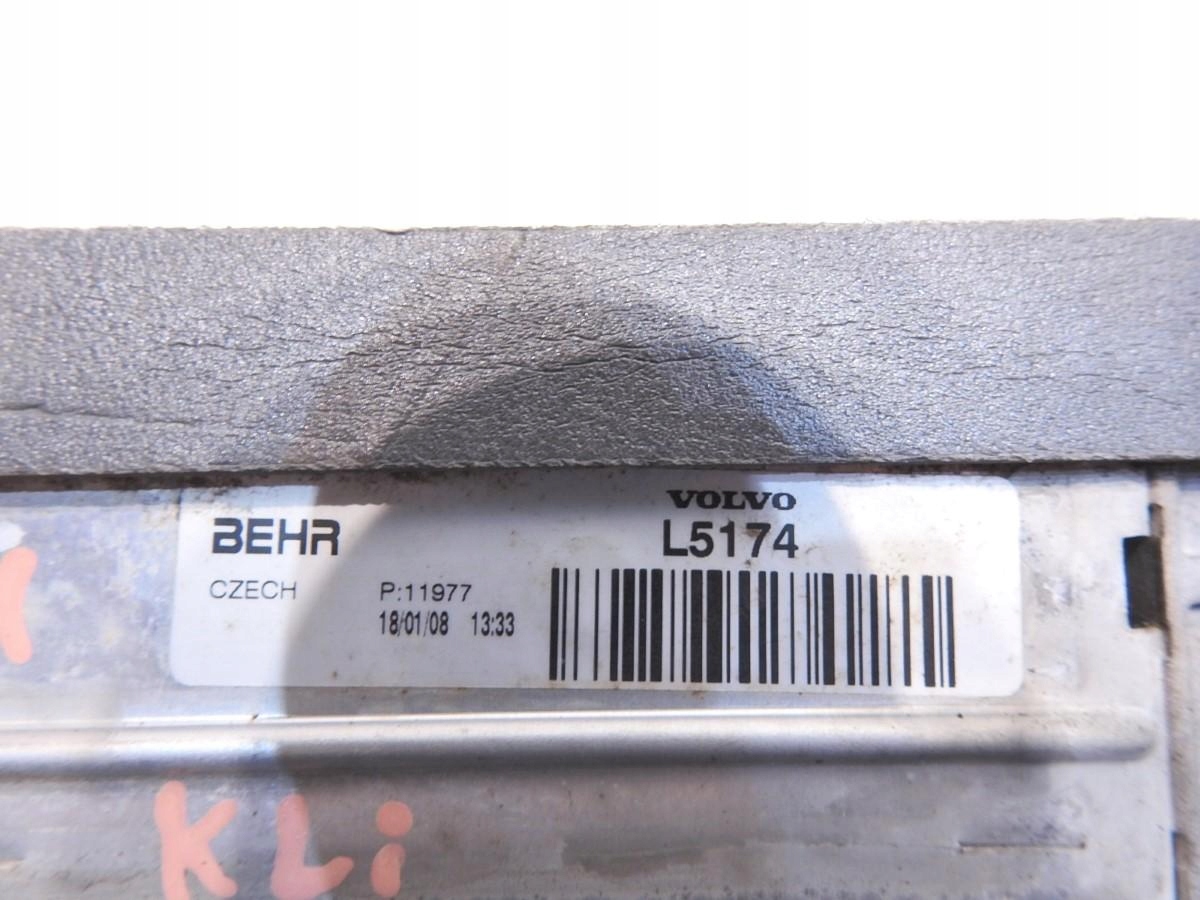 VOLVO
BEHR L5174
CZECH P:11977
18/01/08 13:33
KLi